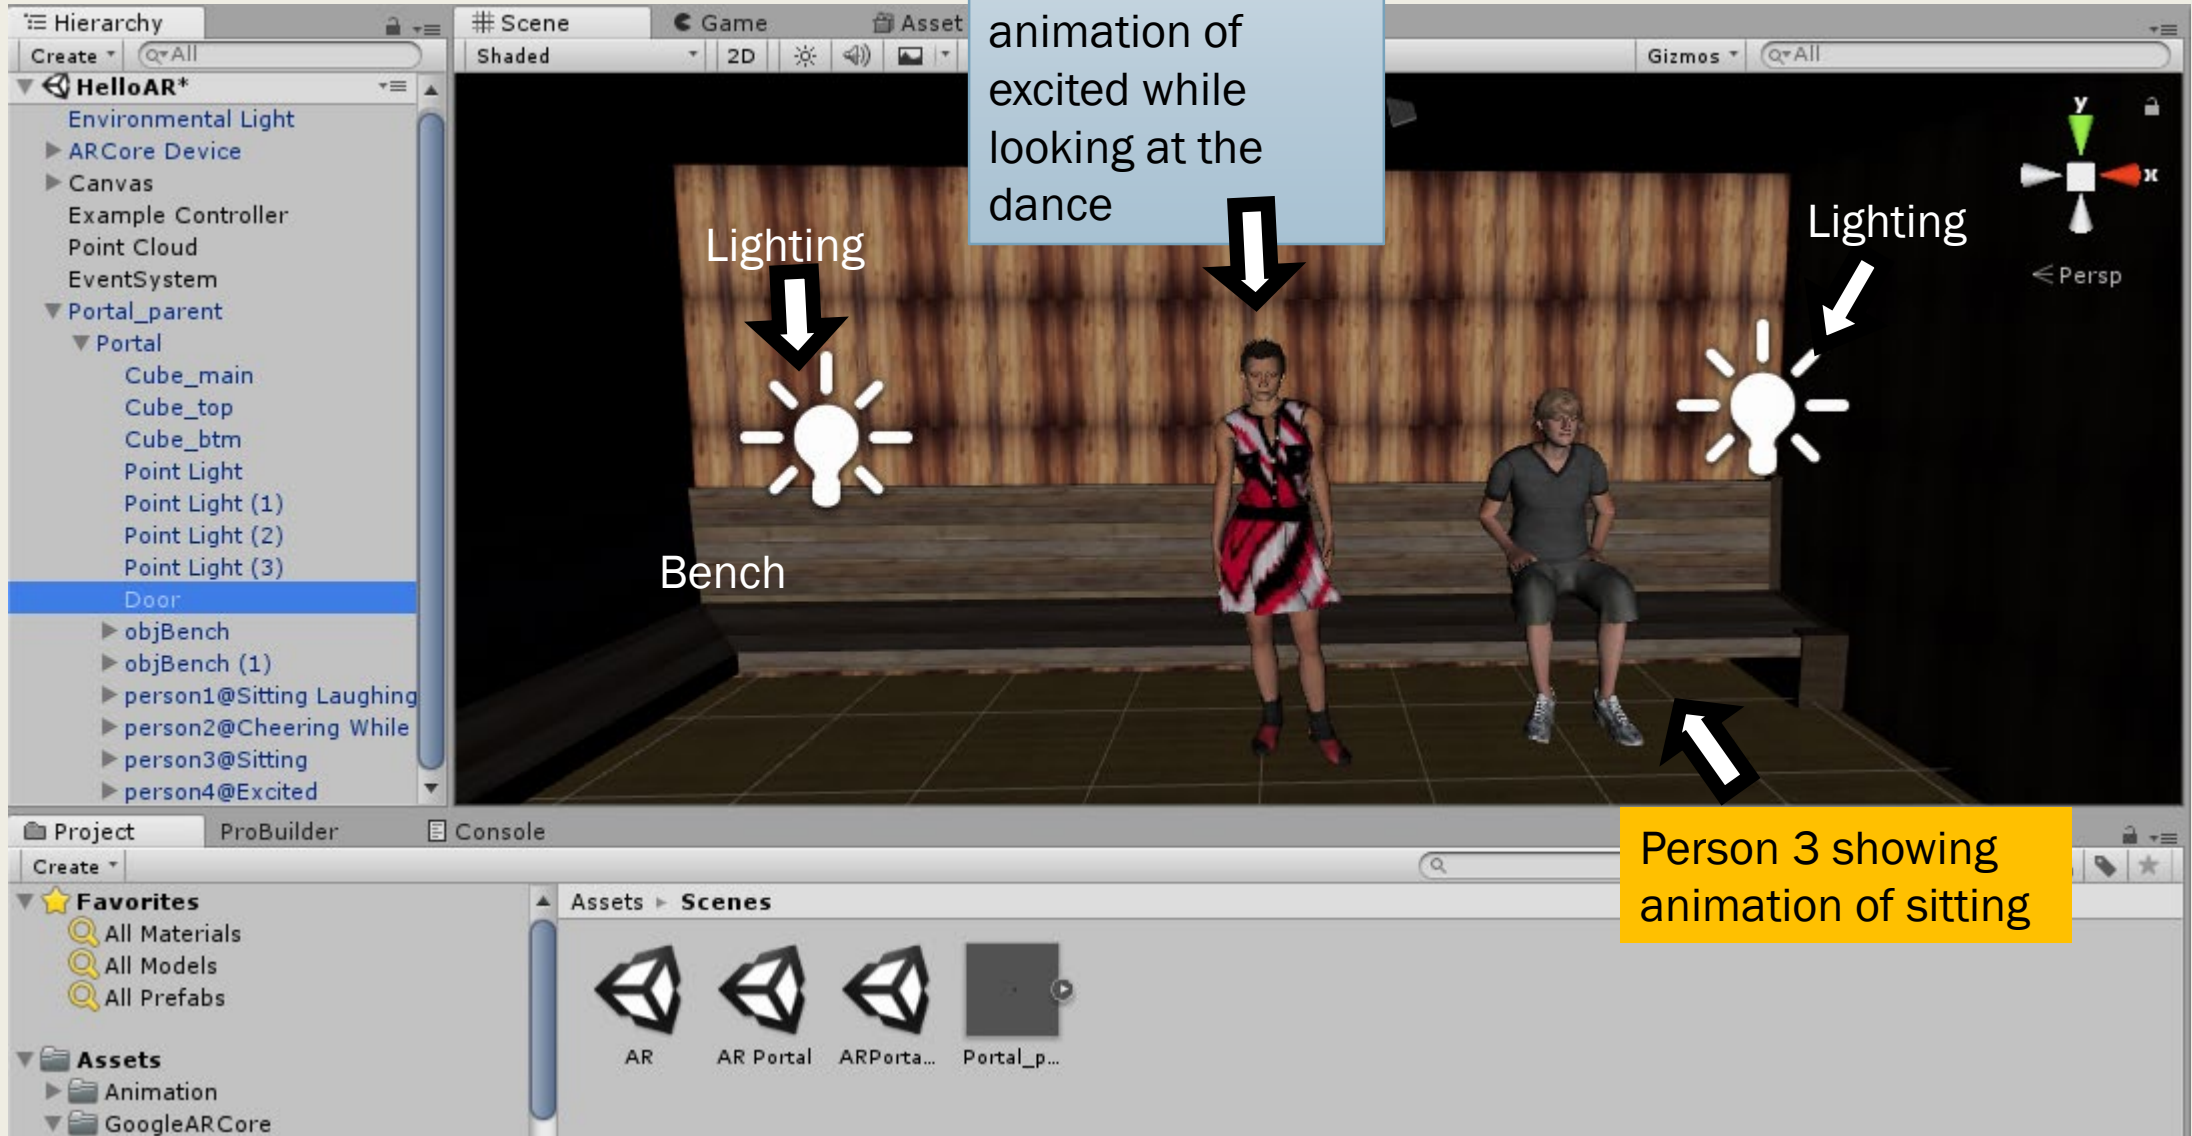 Hierarchy
Create
All
HelloAR*
Environmental Light
ARCore Device
Canvas
Example Controller
Point Cloud
EventSystem
Portal_parent
Portal
Cube_main
Cube_top
Cube_btm
Point Light
Point Light (1)
Point Light (2)
Point Light (3)
Door
objBench
objBench (1)
person1@Sitting Laughing
person2@Cheering While
person3@Sitting
person4@Excited
Scene
Game
Asset
Shaded
2D
Gizmos
All
animation of
excited while
looking at the
dance
Lighting
Lighting
y
x
Persp
Bench
Person 3 showing
animation of sitting
Project
ProBuilder
Console
Create
Favorites
All Materials
All Models
All Prefabs
Assets
Animation
GoogleARCore
Assets Scenes
AR
AR Portal
ARPorta...
Portal_p...